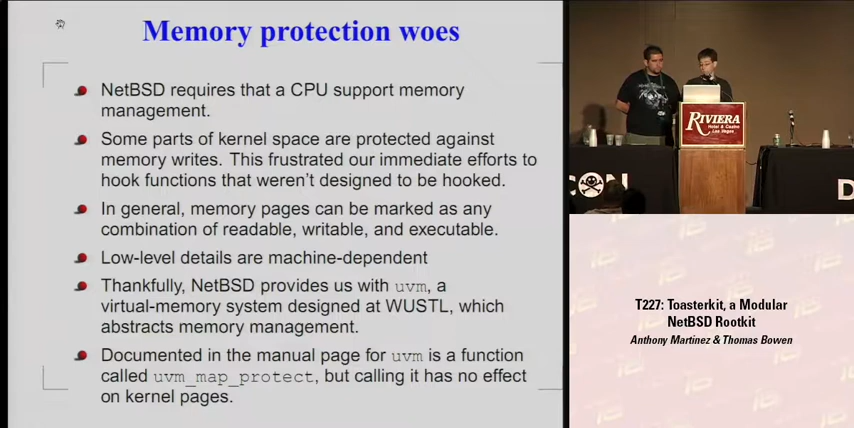 Memory protection woes
NetBSD requires that a CPU support memory
management.
Some parts of kernel space are protected against
memory writes. This frustrated our immediate efforts to
hook functions that weren't designed to be hooked.
In general, memory pages can be marked as any
combination of readable, writable, and executable.
Low-level details are machine-dependent
Thankfully, NetBSD provides us with uvm, a
virtual-memory system designed at WUSTL, which
abstracts memory management.
Documented in the manual page for uvm is a function
called uvm_map_protect, but calling it has no effect
on kernel pages.
RIVIERA
Hotel & Casino
Las Vegas
CON
D
T227: Toasterkit, a Modular
NetBSD Rootkit
Anthony Martinez & Thomas Bowen